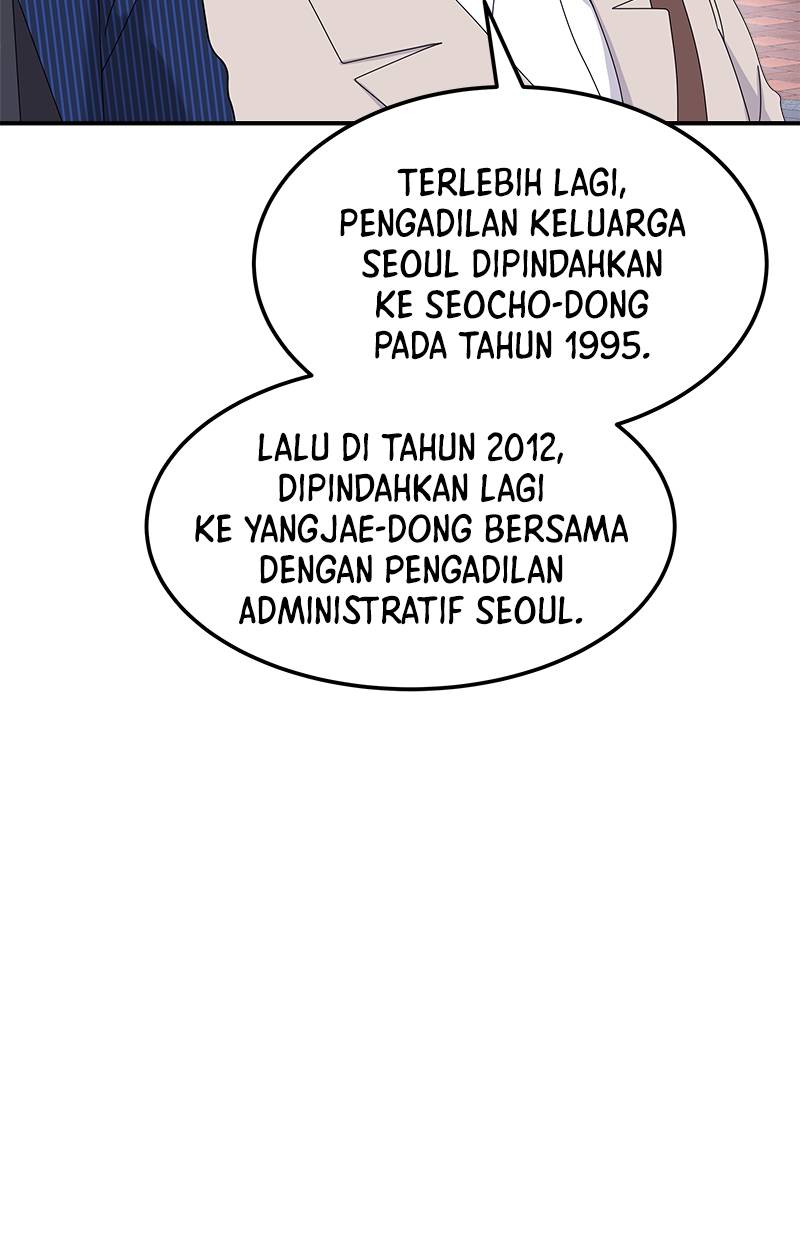 TERLEBIH LAGI,
PENGADILAN KELUARGA
SEOUL DIPINDAHKAN
KE SEOCHO-DONG
PADA TAHUN 1995.
LALU DI TAHUN 2012,
DIPINDAHKAN LAGI
KE YANGJAE-DONG BERSAMA
DENGAN PENGADILAN
ADMINISTRATIF SEOUL.